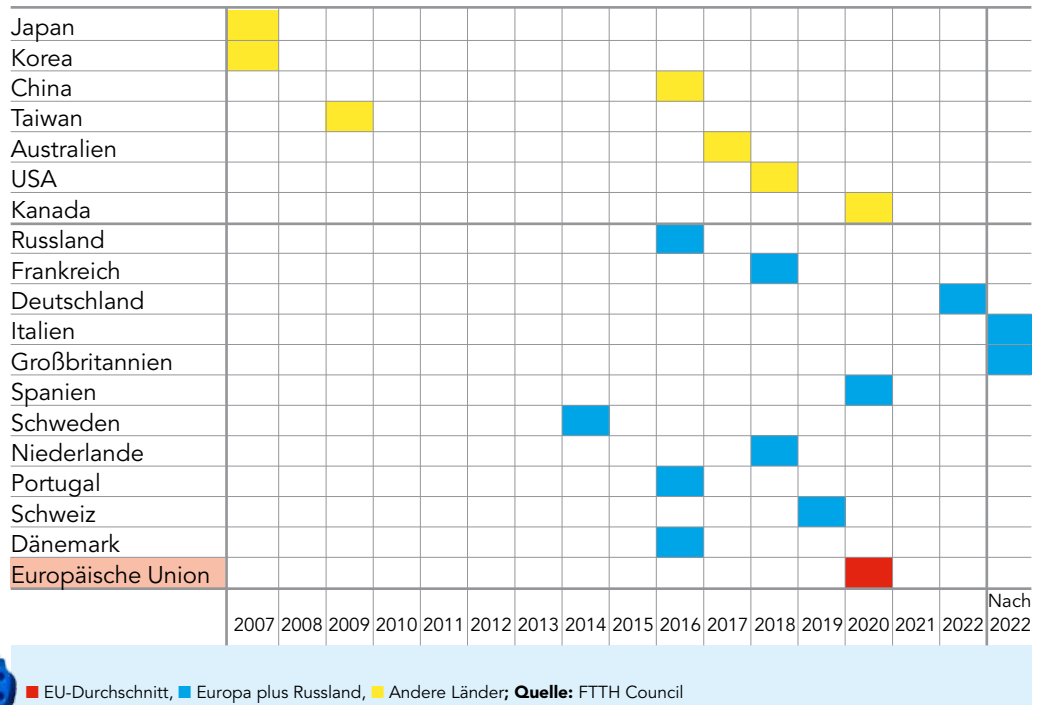 Japan
Korea
China
Taiwan
Australien
USA
Kanada
Russland
Frankreich
Deutschland
Italien
Großbritannien
Spanien
Schweden
Niederlande
Portugal
Schweiz
Dänemark
Europäische Union
2007 2008 2009 2010 2011 2012 2013 2014 2015 2016 2017 2018 2019 2020 2021 2022 Nach 2022
EU-Durchschnitt, Europa plus Russland, Andere Länder; Quelle: FTTH Council